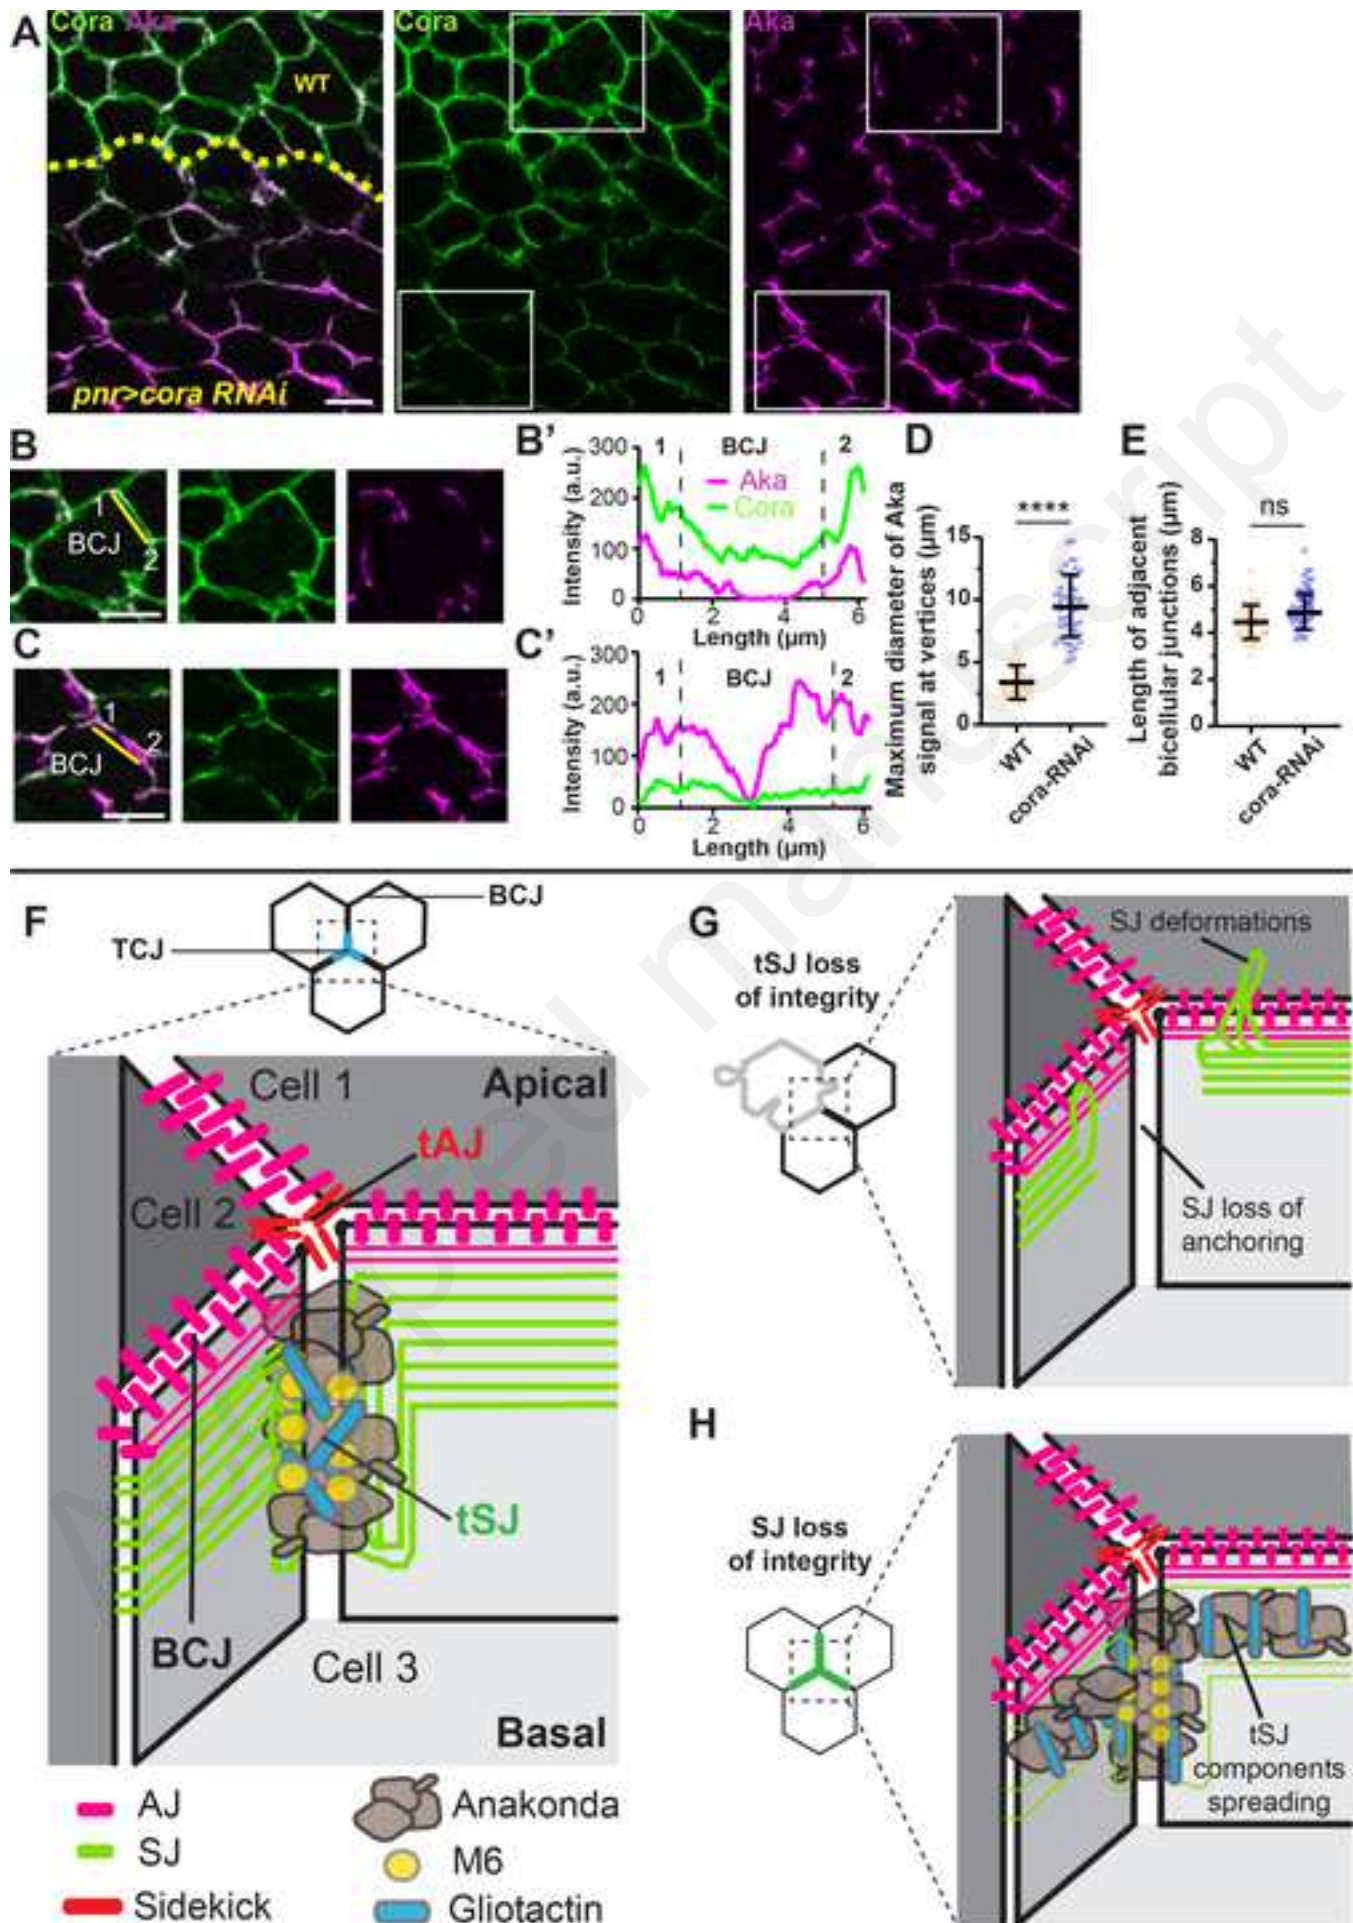 A
Cora Aka
Cora
Aka
WT
pnr>cora RNAi
B
1
BCJ
2
B’
Intensity (a.u.)
300
200
100
0
1
BCJ
2
Aka
Cora
0
2
4
6
Length (µm)
C
1
BCJ
2
C’
Intensity (a.u.)
300
200
100
0
1
BCJ
2
0
2
4
6
Length (µm)
D
Maximum diameter of Aka
signal at vertices (µm)
****
15
10
5
0
WT
cora-RNAi
E
Length of adjacent
bicellular junctions (µm)
ns
8
6
4
2
0
WT
cora-RNAi
Accepted manuscript
F
BCJ
TCJ
Cell 1
Apical
tAJ
Cell 2
tSJ
BCJ
Cell 3
Basal
AJ
SJ
Sidekick
Anakonda
M6
Gliotactin
G
tSJ loss
of integrity
SJ deformations
SJ loss of
anchoring
H
SJ loss
of integrity
tSJ
components
spreading